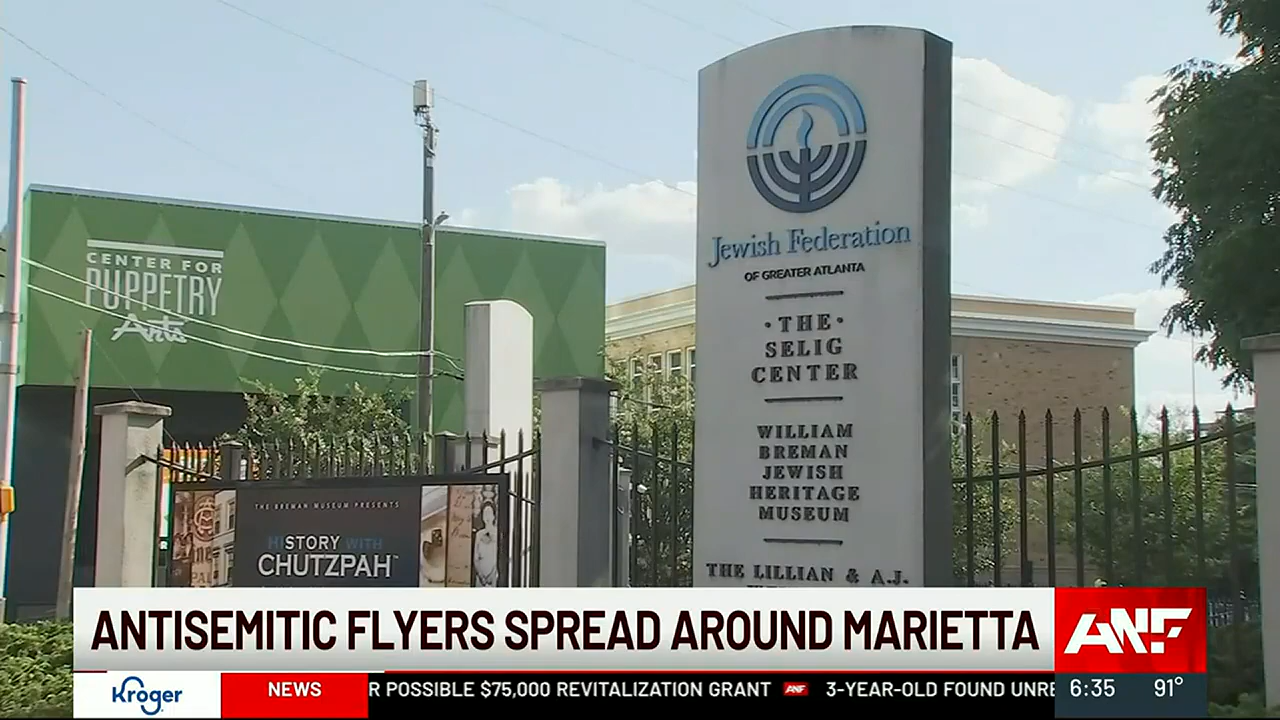 CENTER FOR
PUPPETRY
Arts
Jewish Federation
OF GREATER ATLANTA
·THE·
SELIG
CENTER
WILLIAM
BREMAN
JEWISH
HERITAGE
MUSEUM
THE LILLIAN & A.J.
THE BREMAN MUSEUM PRESENTS
HISTORY WITH
CHUTZPAH™
ANTISEMITIC FLYERS SPREAD AROUND MARIETTA
ANF
Kroger
NEWS
R POSSIBLE $75,000 REVITALIZATION GRANT ANF 3-YEAR-OLD FOUND UNRE
6:35 91°